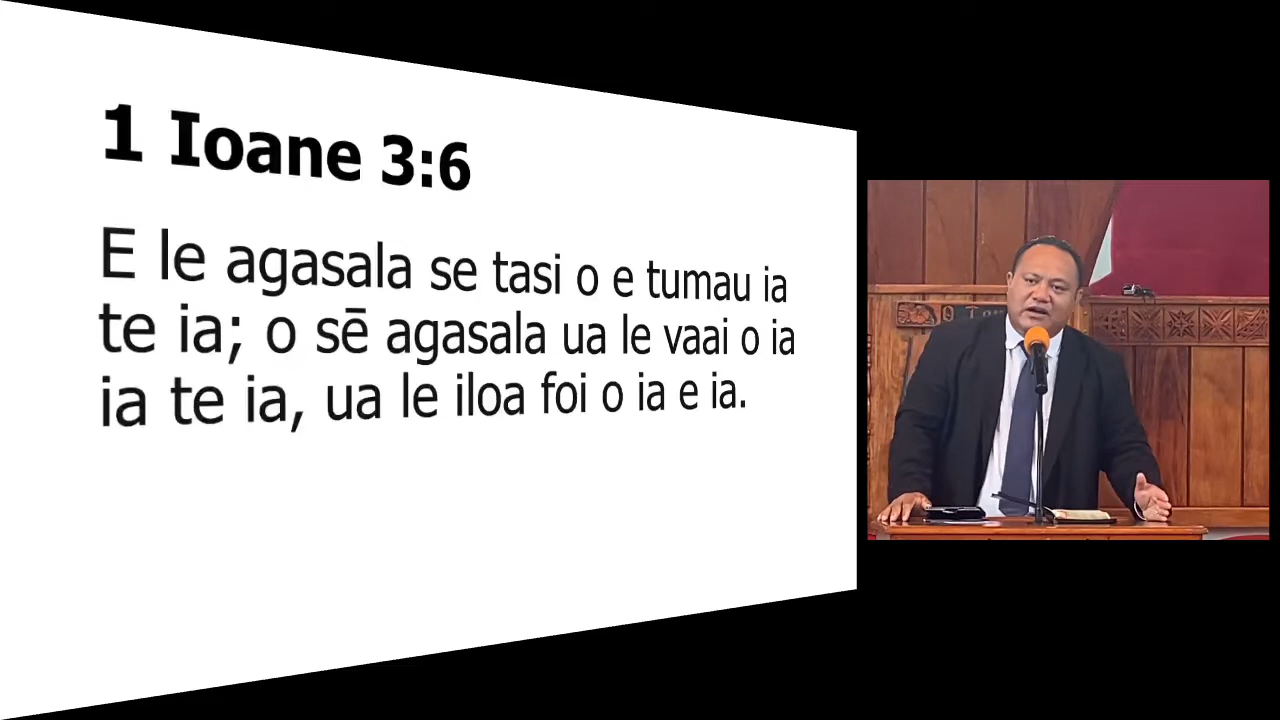 1 Ioane 3:6
E le agasala se tasi o e tumau ia
te ia; o sē agasala ua le vaai o ia
ia te ia, ua le iloa foi o ia e ia.